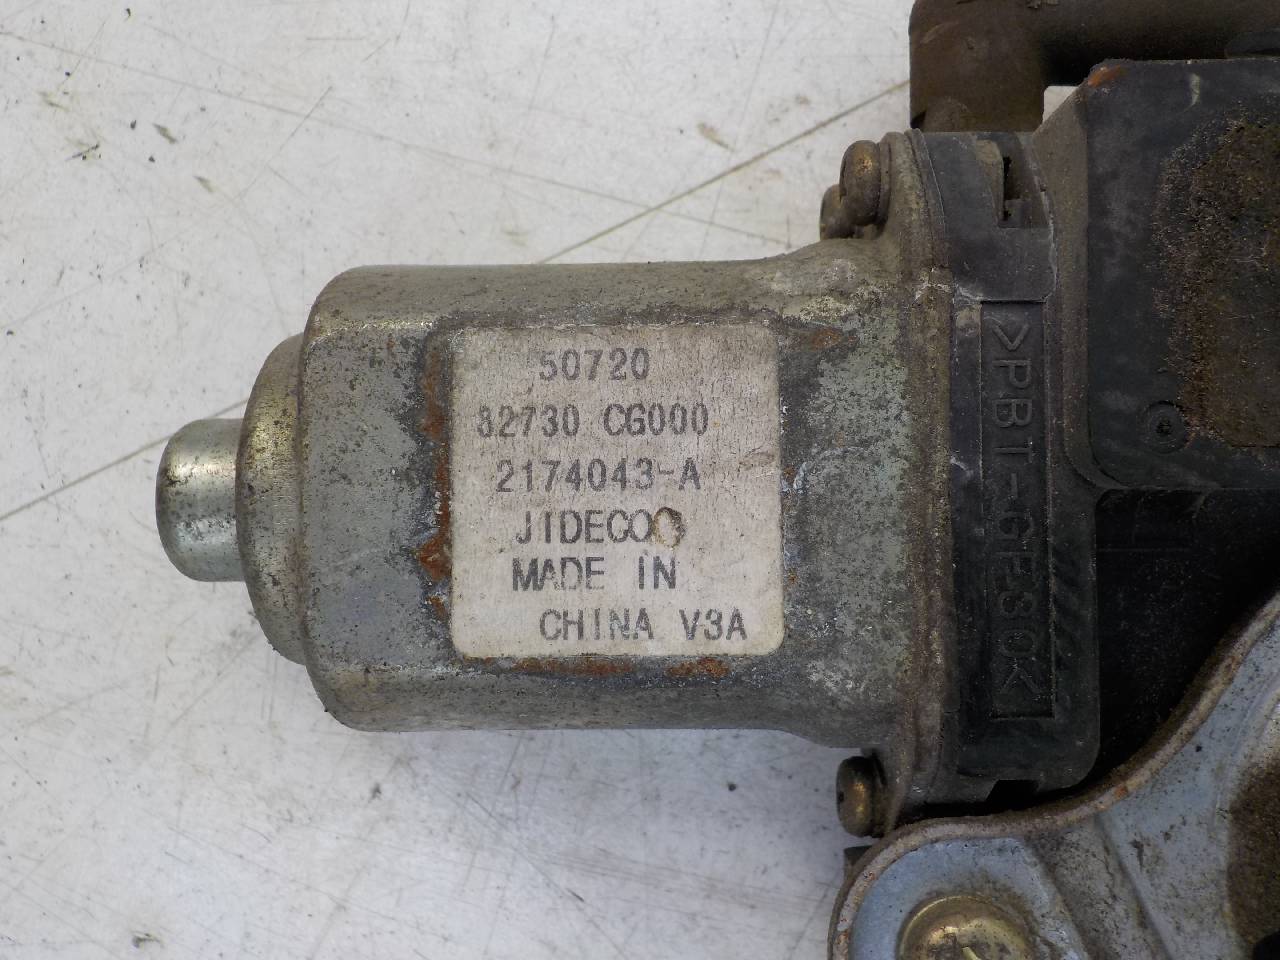 50720
82730 CG000
2174043-A
JIDECO
MADE IN
CHINA V3A
>PBT-GF30<